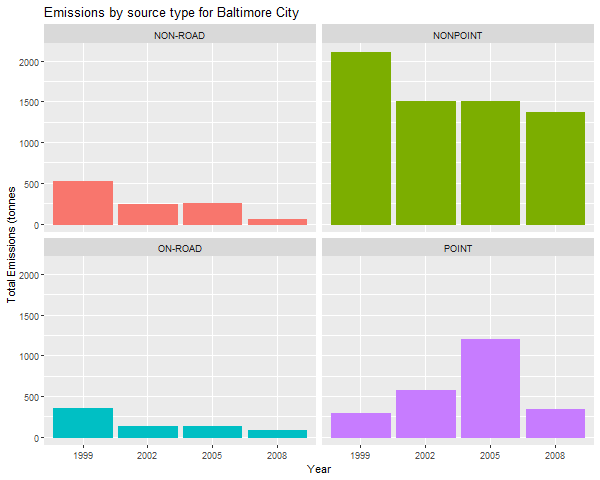 Emissions by source type for Baltimore City
NON-ROAD
NONPOINT
2000
1500
1000
500
0
ON-ROAD
POINT
2000
1500
1000
500
0
Total Emissions (tonnes
1999 2002 2005 2008
1999 2002 2005 2008
Year